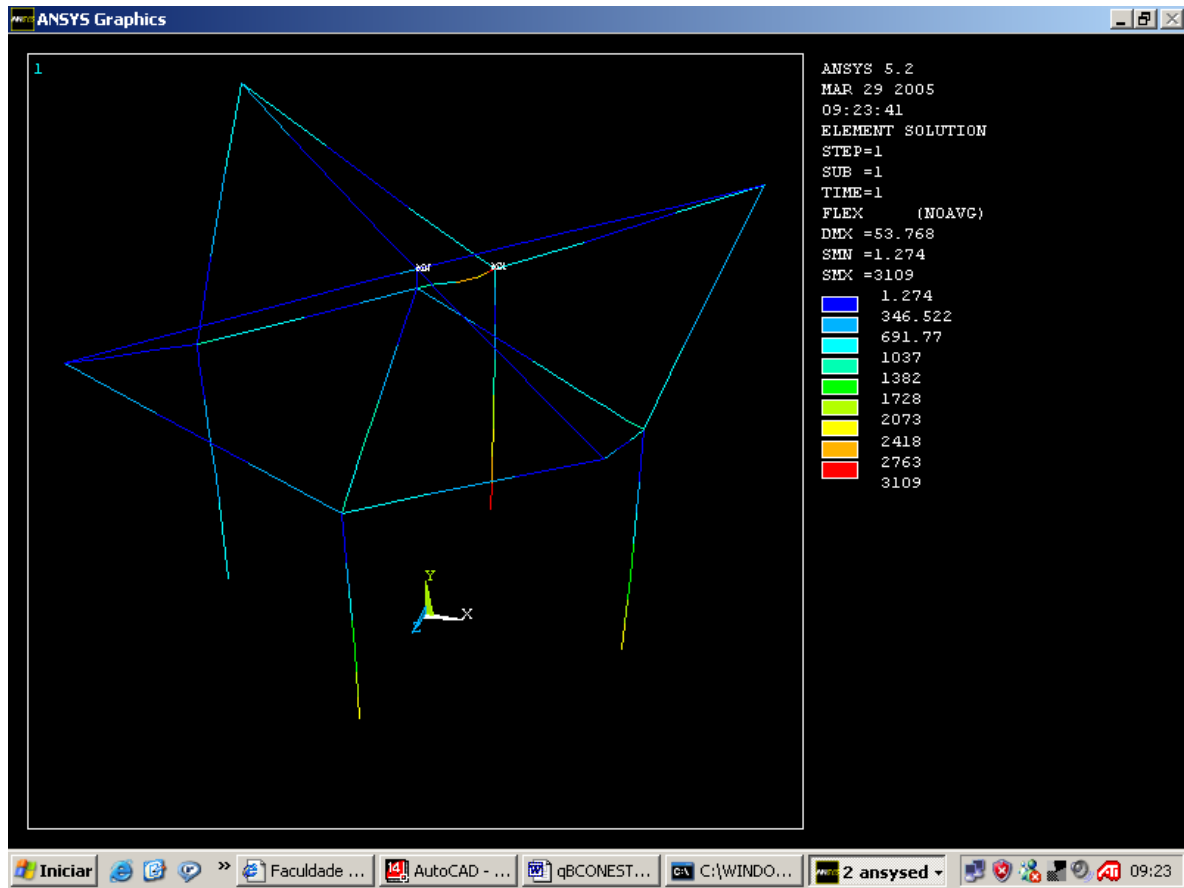 ANSYS Graphics
1
ANSYS 5.2
MAR 29 2005
09:23:41
ELEMENT SOLUTION
STEP=1
SUB =1
TIME=1
FLEX (NOAVG)
DMX =53.768
SMN =1.274
SMX =3109
1.274
346.522
691.77
1037
1382
1728
2073
2418
2763
3109
Y
X
Z
Iniciar
»
Faculdade ...
AutoCAD - ...
qBCONEST...
C:\WINDO...
2 ansysed
09:23